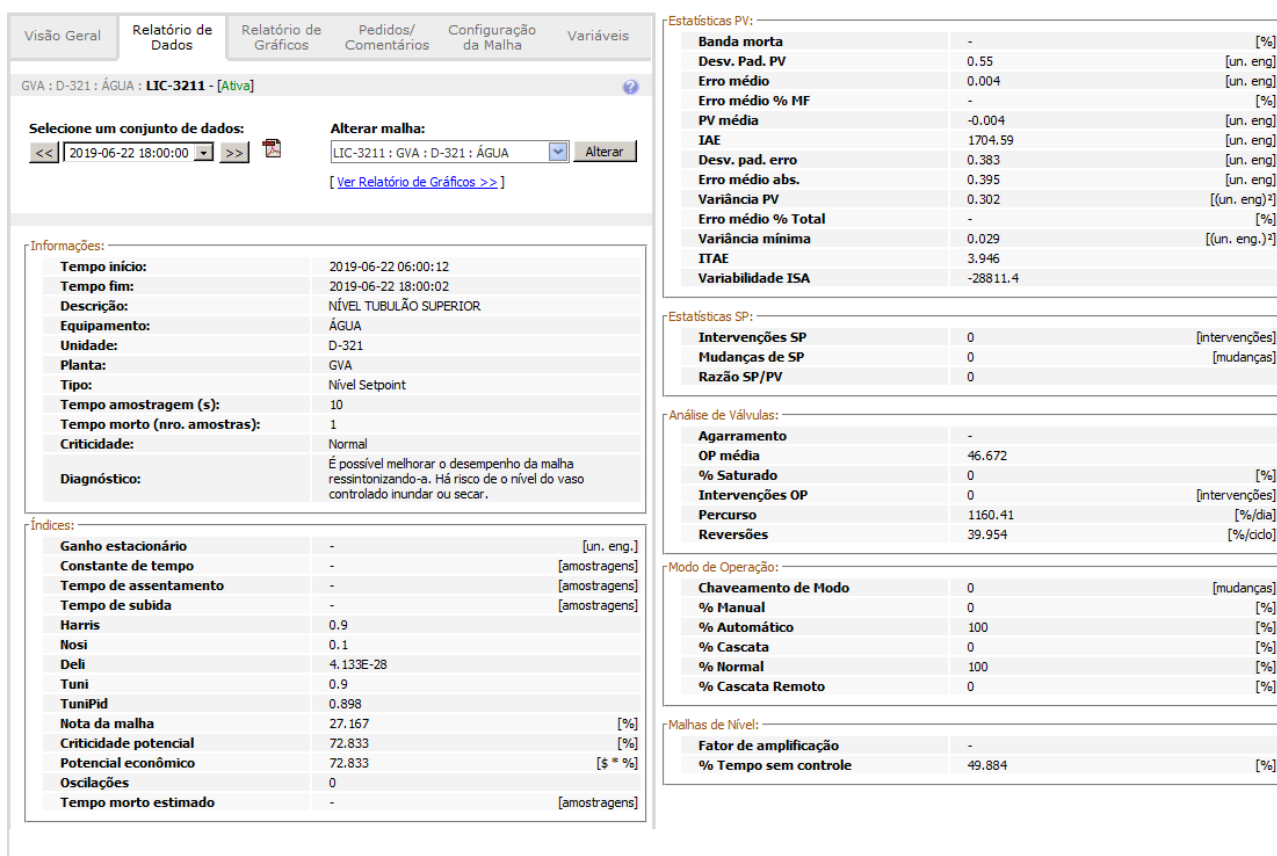 Visão Geral
Relatório de Dados
Relatório de Gráficos
Pedidos/ Comentários
Configuração da Malha
Variáveis
GVA : D-321 : ÁGUA : LIC-3211 - [Ativa]
Selecione um conjunto de dados:
<< 2019-06-22 18:00:00 >>
Alterar malha:
LIC-3211 : GVA : D-321 : ÁGUA Alterar
[ Ver Relatório de Gráficos >> ]
Informações:
Tempo início: 2019-06-22 06:00:12
Tempo fim: 2019-06-22 18:00:02
Descrição: NÍVEL TUBULÃO SUPERIOR
Equipamento: ÁGUA
Unidade: D-321
Planta: GVA
Tipo: Nível Setpoint
Tempo amostragem (s): 10
Tempo morto (nro. amostras): 1
Criticidade: Normal
Diagnóstico: É possível melhorar o desempenho da malha
ressintonizando-a. Há risco de o nível do vaso
controlado inundar ou secar.
Índices:
Ganho estacionário - [un. eng.]
Constante de tempo - [amostragens]
Tempo de assentamento - [amostragens]
Tempo de subida - [amostragens]
Harris 0.9
Nosi 0.1
Deli 4.133E-28
Tuni 0.9
TuniPid 0.898
Nota da malha 27.167 [%]
Criticidade potencial 72.833 [%]
Potencial econômico 72.833 [$ * %]
Oscilações 0
Tempo morto estimado - [amostragens]
Estatísticas PV:
Banda morta - [%]
Desv. Pad. PV 0.55 [un. eng]
Erro médio 0.004 [un. eng]
Erro médio % MF - [%]
PV média -0.004 [un. eng]
IAE 1704.59 [un. eng]
Desv. pad. erro 0.383 [un. eng]
Erro médio abs. 0.395 [un. eng]
Variância PV 0.302 [(un. eng)²]
Erro médio % Total - [%]
Variância mínima 0.029 [(un. eng.)²]
ITAE 3.946
Variabilidade ISA -28811.4
Estatísticas SP:
Intervenções SP 0 [intervenções]
Mudanças de SP 0 [mudanças]
Razão SP/PV 0
Análise de Válvulas:
Agarramento -
OP média 46.672
% Saturado 0 [%]
Intervenções OP 0 [intervenções]
Percurso 1160.41 [%/dia]
Reversões 39.954 [%/ciclo]
Modo de Operação:
Chaveamento de Modo 0 [mudanças]
% Manual 0 [%]
% Automático 100 [%]
% Cascata 0 [%]
% Normal 100 [%]
% Cascata Remoto 0 [%]
Malhas de Nível:
Fator de amplificação -
% Tempo sem controle 49.884 [%]